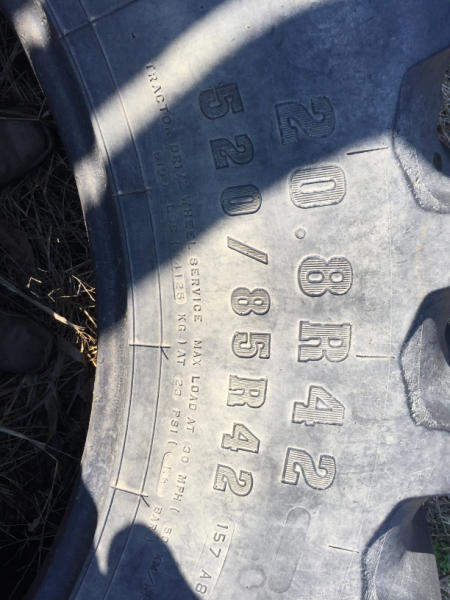 20.8R42
520/85R42
157 A8
TRACTOR DRIVE WHEEL SERVICE MAX LOAD AT 30 MPH (
KG) AT 23 PSI (